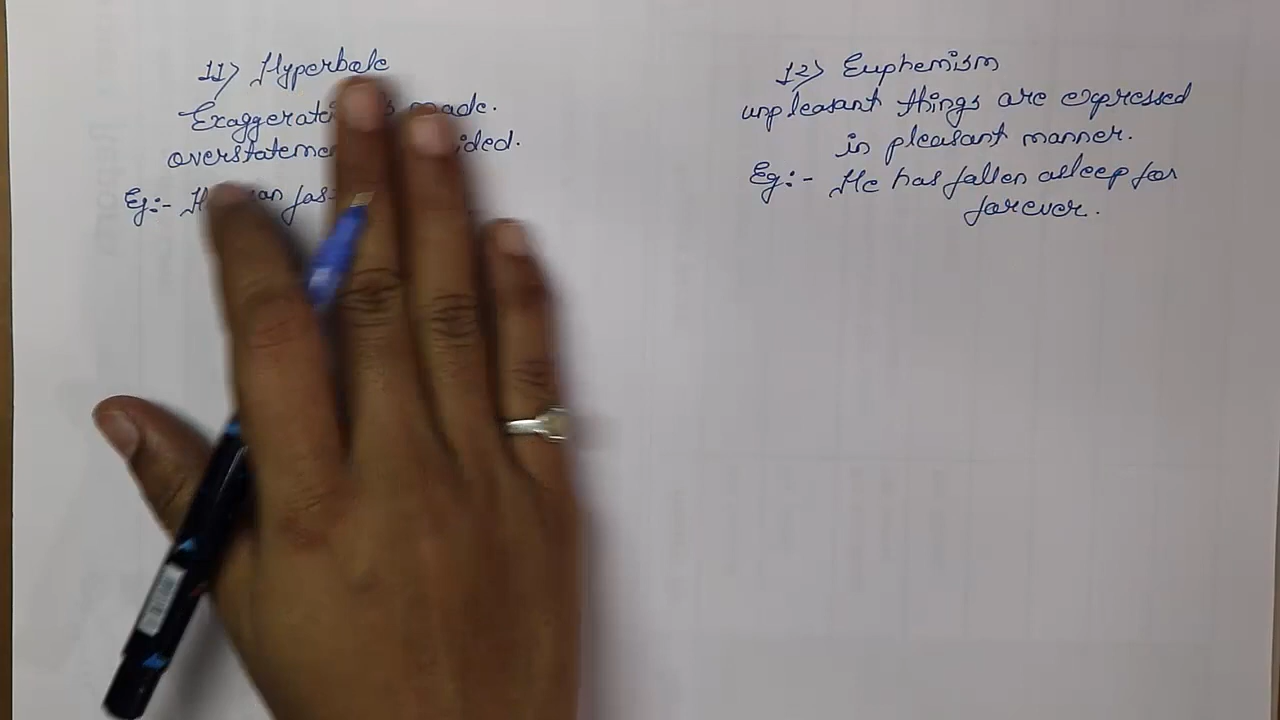 11) Hyperbole
Exaggerati made.
overstatemen ided.
Eg:- an fas
12) Euphemism
unpleasant things are expressed
in pleasant manner.
Eg:- He has fallen asleep for
forever.